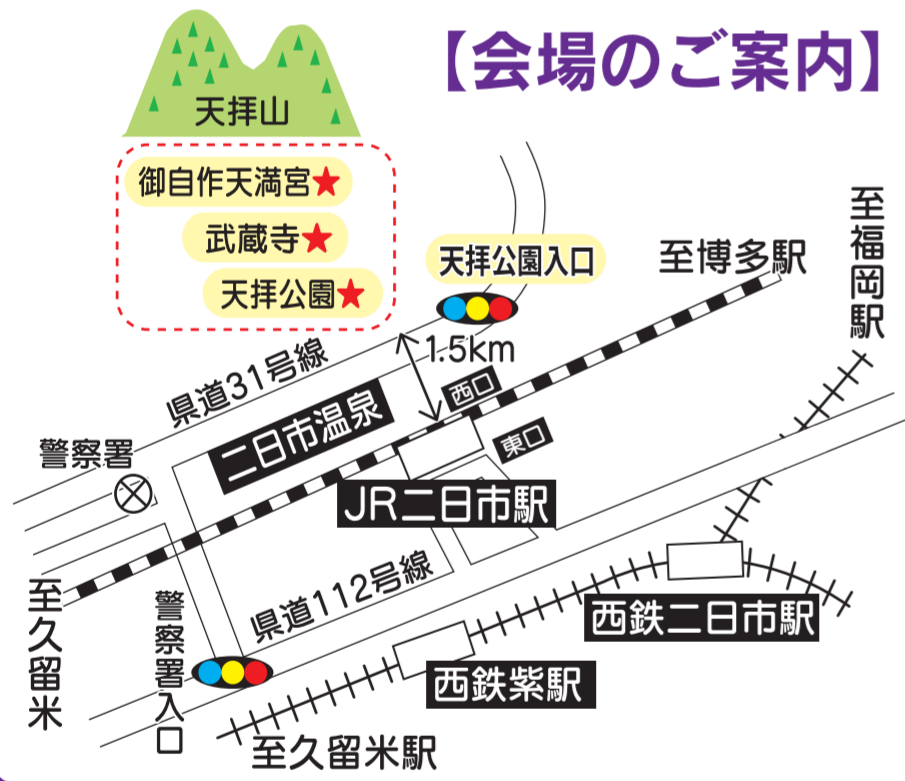 【会場のご案内】
天拝山
御自作天満宮★
武蔵寺★
天拝公園★
天拝公園入口
至博多駅
至福岡駅
1.5km
県道31号線
西口
二日市温泉
東口
警察署
JR二日市駅
至久留米
警察署入口
県道112号線
西鉄二日市駅
西鉄紫駅
至久留米駅